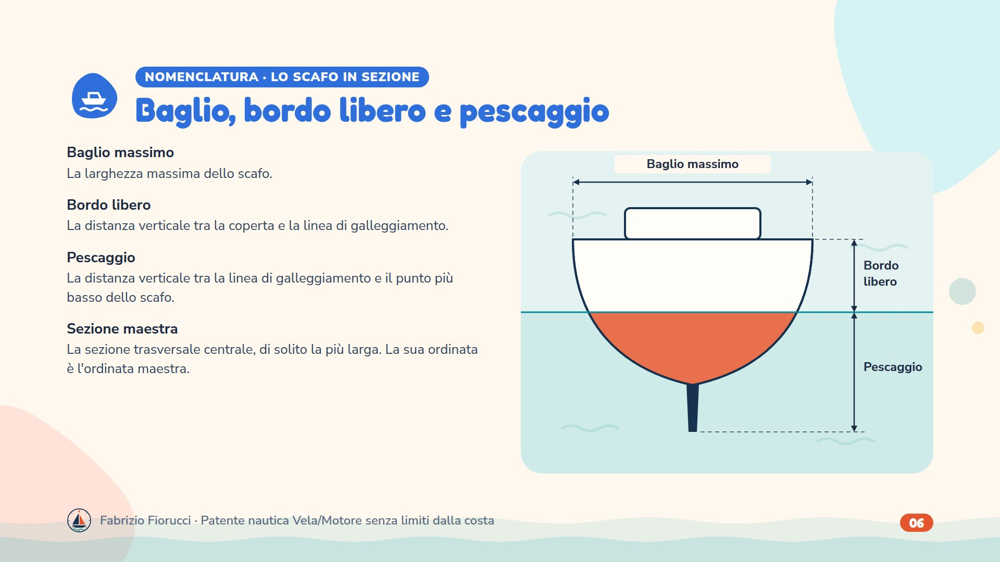 NOMENCLATURA · LO SCAFO IN SEZIONE
Baglio, bordo libero e pescaggio
Baglio massimo
La larghezza massima dello scafo.
Bordo libero
La distanza verticale tra la coperta e la linea di galleggiamento.
Pescaggio
La distanza verticale tra la linea di galleggiamento e il punto più
basso dello scafo.
Sezione maestra
La sezione trasversale centrale, di solito la più larga. La sua ordinata
è l'ordinata maestra.
Baglio massimo
Bordo
libero
Pescaggio
Fabrizio Fiorucci · Patente nautica Vela/Motore senza limiti dalla costa
06